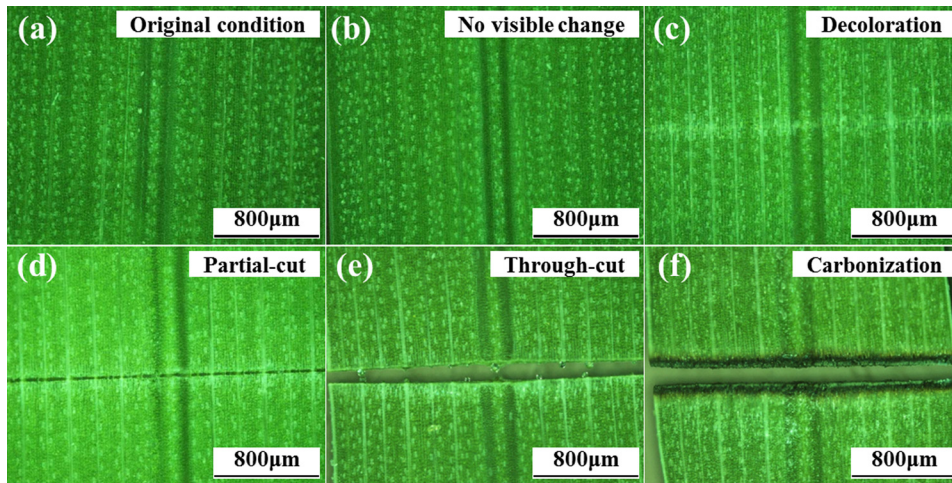 (a) Original condition
800μm
(b) No visible change
800μm
(c) Decoloration
800μm
(d) Partial-cut
800μm
(e) Through-cut
800μm
(f) Carbonization
800μm